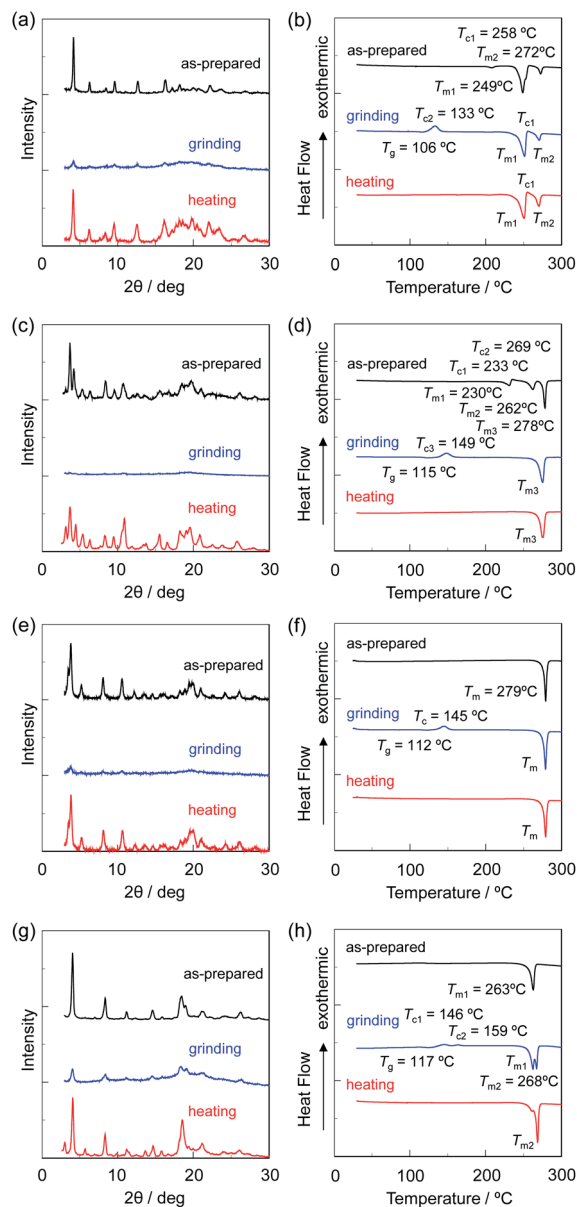 (a)
as-prepared
grinding
heating
Intensity
0
10
20
30
2θ / deg
(b)
as-prepared
Tc1 = 258 ºC
Tm2 = 272ºC
Tm1 = 249ºC
grinding
Tc2 = 133 ºC
Tc1
Tg = 106 ºC
Tm1
Tm2
heating
Tc1
Tm1
Tm2
Heat Flow
exothermic
0
100
200
300
Temperature / ºC
(c)
as-prepared
grinding
heating
Intensity
0
10
20
30
2θ / deg
(d)
Tc2 = 269 ºC
as-prepared
Tc1 = 233 ºC
Tm1 = 230ºC
Tm2 = 262ºC
Tm3 = 278ºC
grinding
Tc3 = 149 ºC
Tg = 115 ºC
Tm3
heating
Tm3
Heat Flow
exothermic
0
100
200
300
Temperature / ºC
(e)
as-prepared
grinding
heating
Intensity
0
10
20
30
2θ / deg
(f)
as-prepared
Tm = 279ºC
grinding
Tc = 145 ºC
Tg = 112 ºC
Tm
heating
Tm
Heat Flow
exothermic
0
100
200
300
Temperature / ºC
(g)
as-prepared
grinding
heating
Intensity
0
10
20
30
2θ / deg
(h)
as-prepared
Tm1 = 263ºC
grinding
Tc1 = 146 ºC
Tc2 = 159 ºC
Tg = 117 ºC
Tm1
Tm2 = 268ºC
heating
Tm2
Heat Flow
exothermic
0
100
200
300
Temperature / ºC